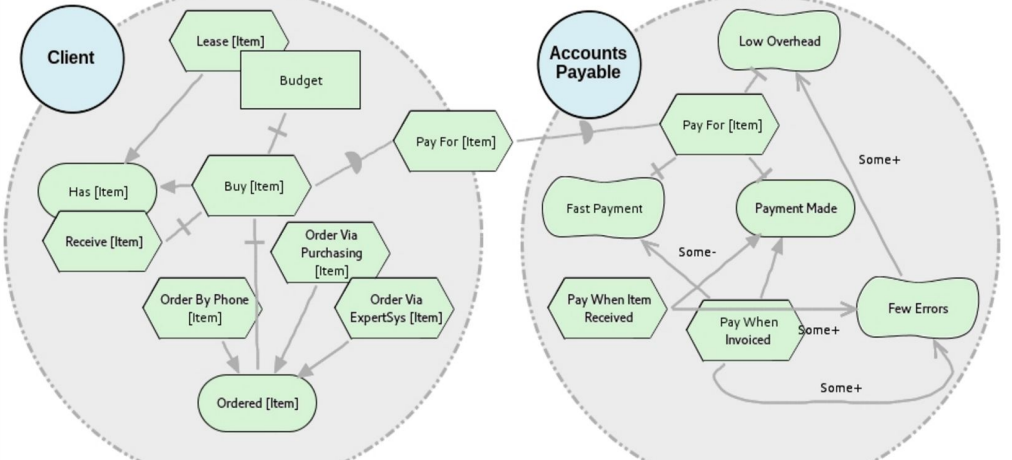 Client
Lease [Item]
Budget
Pay For [Item]
Has [Item]
Buy [Item]
Receive [Item]
Order Via
Purchasing
[Item]
Order By Phone
[Item]
Order Via
ExpertSys [Item]
Ordered [Item]
Accounts
Payable
Low Overhead
Pay For [Item]
Some+
Fast Payment
Payment Made
Some-
Pay When Item
Received
Pay When
Invoiced
Some+
Few Errors
Some+